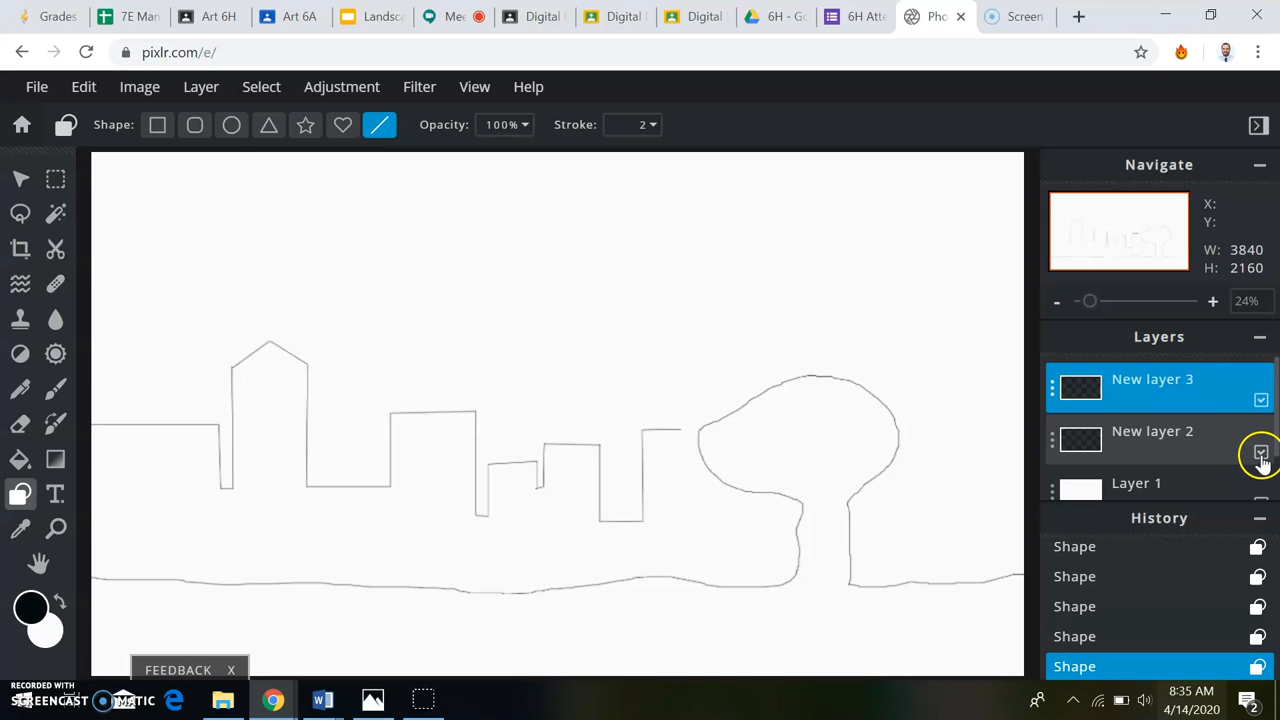 Grades
TJ Man
Art 6H
Art 6A
Landsc
Mee
Digital
Digital
Digital
6H - G
6H Atte
Pho
Screen
pixlr.com/e/
File Edit Image Layer Select Adjustment Filter View Help
Shape: Opacity: 100% Stroke: 2
Navigate
X:
Y:
W: 3840
H: 2160
- + 24%
Layers
New layer 3
New layer 2
Layer 1
History
Shape
Shape
Shape
Shape
Shape
FEEDBACK X
RECORDED WITH
SCREENCAST MATIC
8:35 AM
4/14/2020
2